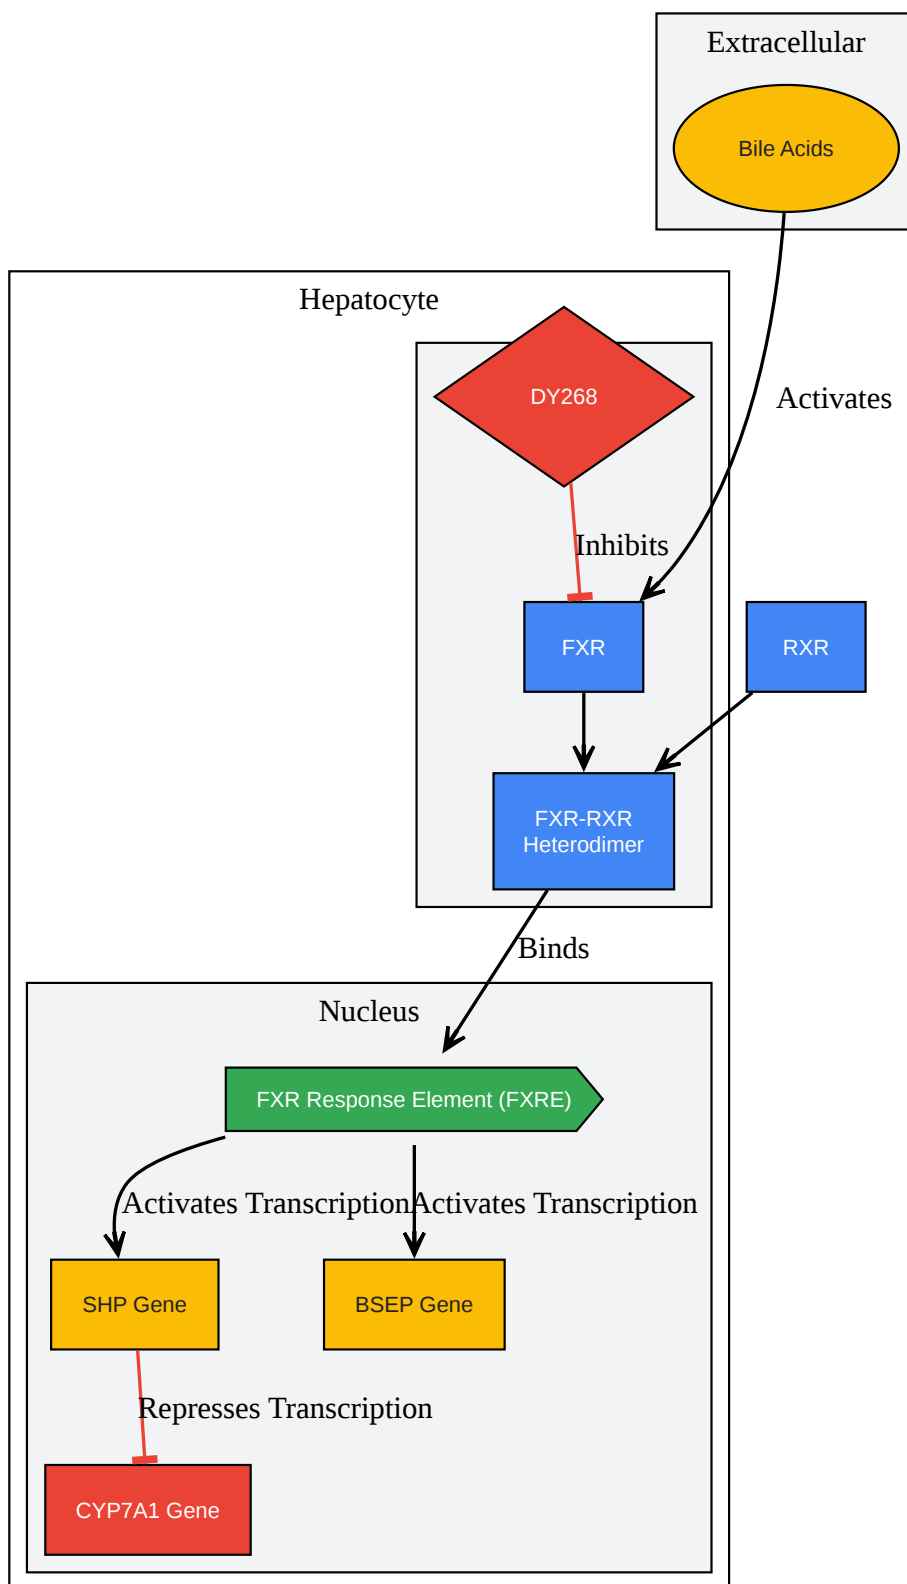 Extracellular
Bile Acids
Hepatocyte
DY268
Activates
Inhibits
FXR
RXR
FXR-RXR
Heterodimer
Binds
Nucleus
FXR Response Element (FXRE)
Activates Transcription
Activates Transcription
SHP Gene
BSEP Gene
Represses Transcription
CYP7A1 Gene